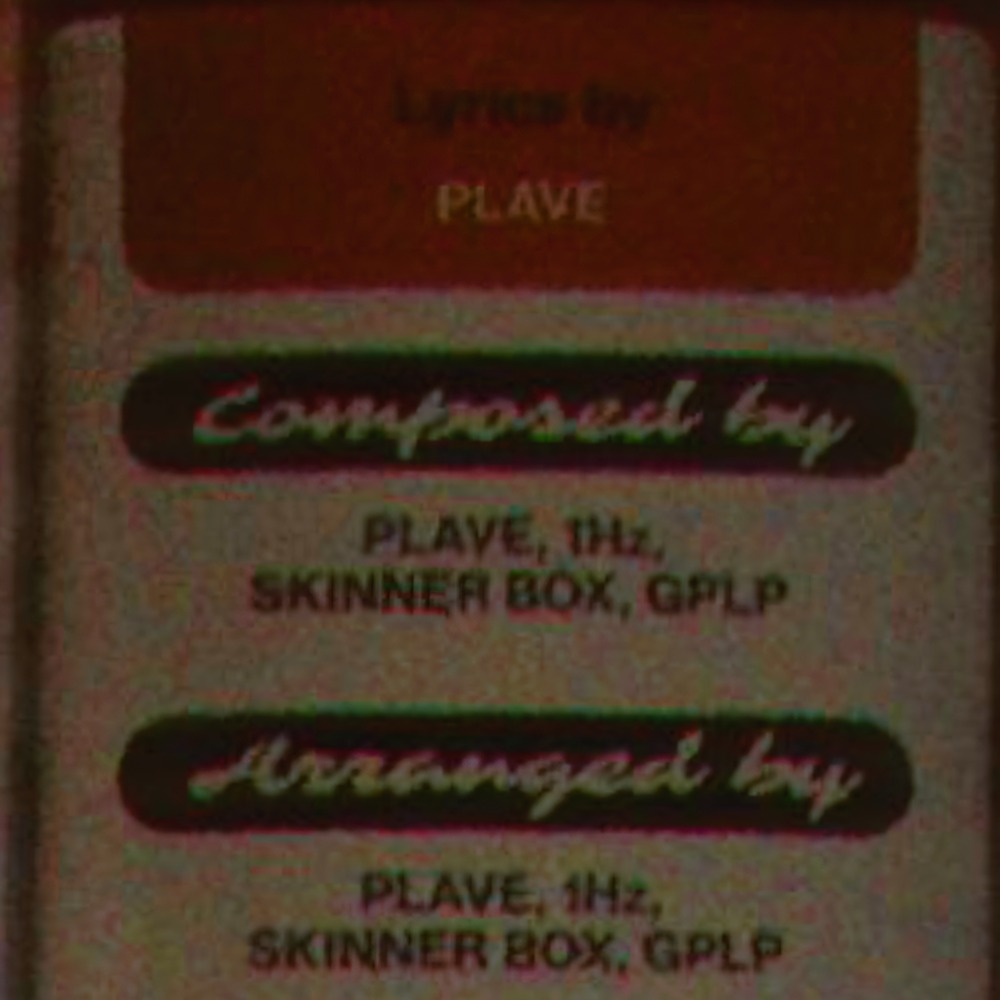 Lyrics by
PLAVE
Composed by
PLAVE, 1Hz,
SKINNER BOX, GPLP
Arranged by
PLAVE, 1Hz,
SKINNER BOX, GPLP